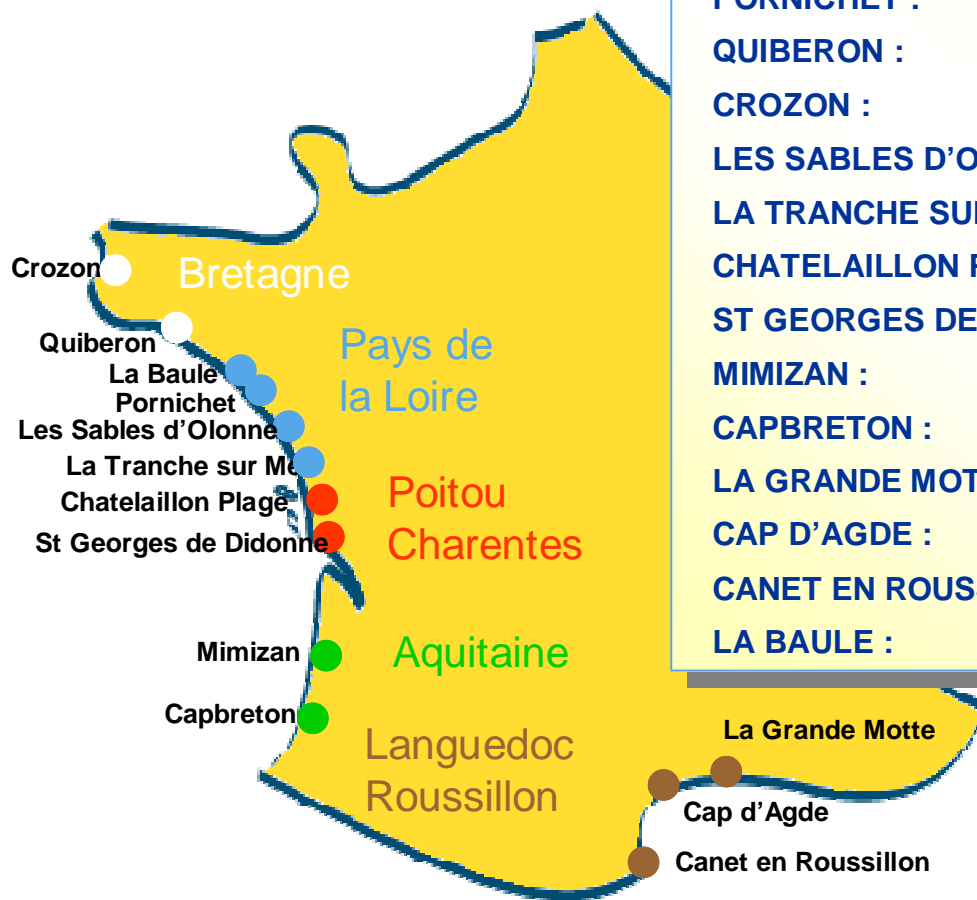 QUIBERON :
CROZON :
LES SABLES D'O
LA TRANCHE SUR
CHATELAILLON
ST GEORGES DE
MIMIZAN :
CAPBRETON :
LA GRANDE MOT
CAP D'AGDE :
CANET EN ROUS
LA BAULE :
Crozon
Bretagne
Quiberon
Pays de
la Loire
La Baule
Pornichet
Les Sables d'Olonne
La Tranche sur Me
Chatelaillon Plage
Poitou
Charentes
St Georges de Didonne
Mimizan
Aquitaine
Capbreton
Languedoc
Roussillon
La Grande Motte
Cap d'Agde
Canet en Roussillon